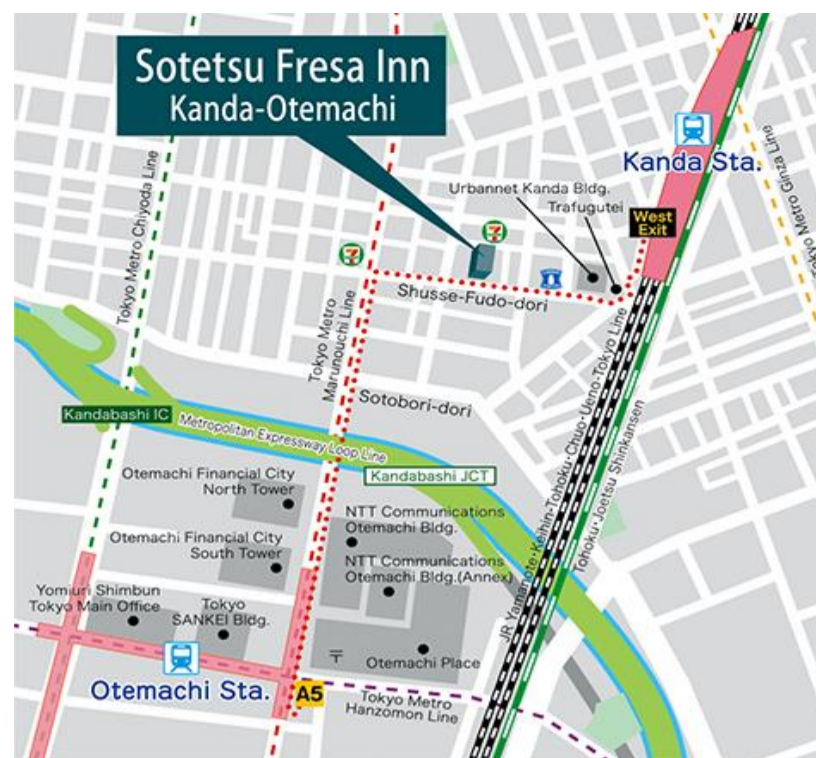 Sotetsu Fresa Inn
Kanda-Otemachi
Kanda Sta.
Urbannet Kanda Bldg.
Trafugutei
West
Exit
7
7
Shusse-Fudo-dori
Tokyo Metro Chiyoda Line
Tokyo Metro
Marunouchi Line
Tokyo Metro Ginza Line
Sotobori-dori
Kandabashi IC
Metropolitan Expressway Loop Line
Kandabashi JCT
JR Yamanote·Keihin-Tohoku·Chuo·Ueno-Tokyo Line
Tohoku·Joetsu Shinkansen
Otemachi Financial City
North Tower
NTT Communications
Otemachi Bldg.
Otemachi Financial City
South Tower
NTT Communications
Otemachi Bldg.(Annex)
Yomiuri Shimbun
Tokyo Main Office
Tokyo
SANKEI Bldg.
〒
Otemachi Place
Otemachi Sta.
A5
Tokyo Metro
Hanzomon Line